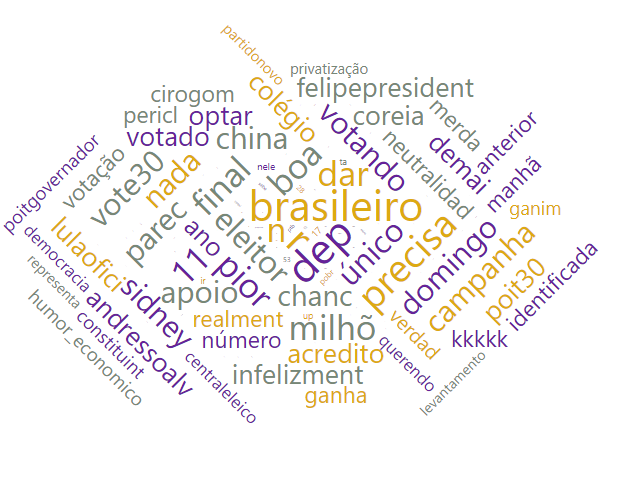 partidonovo
privatização
felipepresident
cirogom
colégio
pericl
optar
votando
coreia
merda
votado
china
neutralidad
demai
anterior
poitgovernador
votação
vote30
nada
final
boa
nele
ta
dar
manhã
ganim
brasileiro
parec
eleitor
n
r
dep
único
precisa
domingo
campanha
lulaofici
ano
17
53
democracia
11
pior
ir
pobr
poit30
identificada
representa
sidney
apoio
chanc
andressoalv
humor_economico
constituint
realment
up
milhõ
verdad
número
kkkkk
acredito
querendo
centraleleico
infelizment
levantamento
ganha